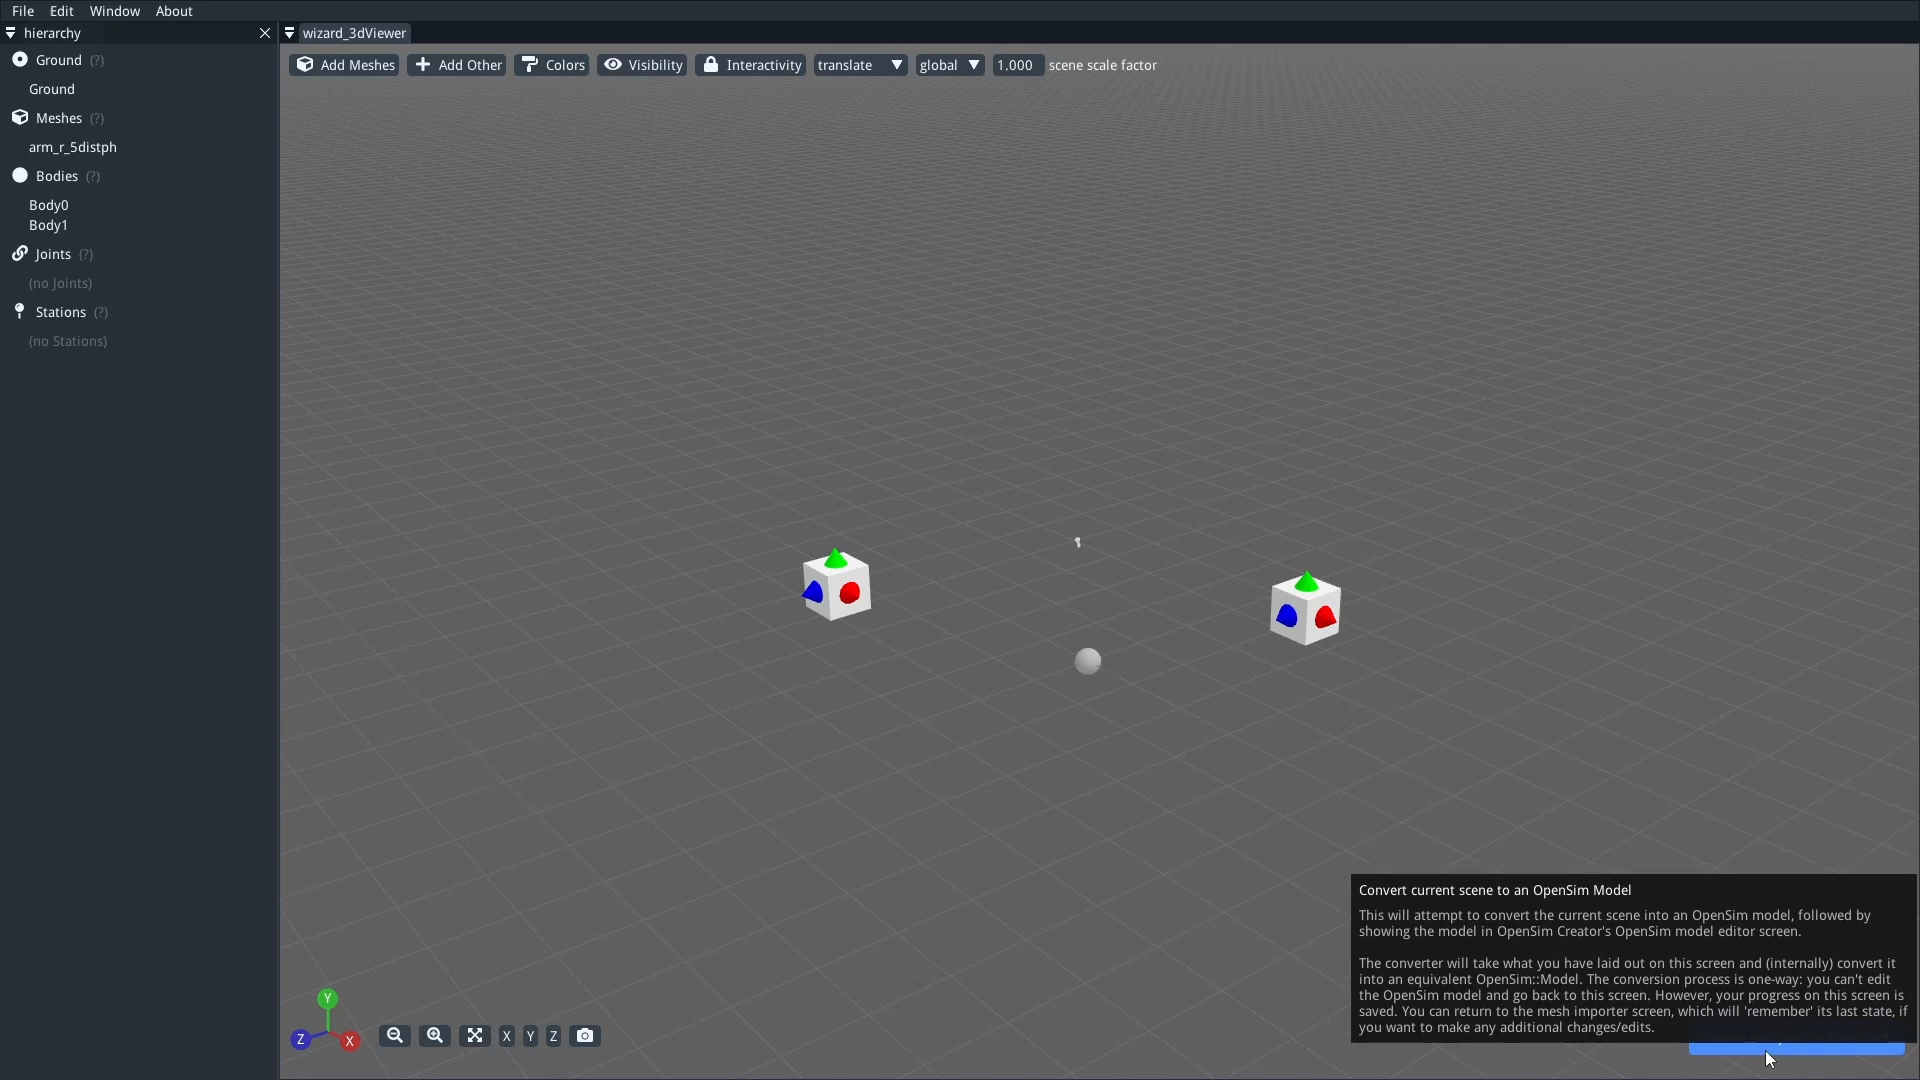 File Edit Window About
hierarchy
wizard_3dViewer
Add Meshes Add Other Colors Visibility Interactivity translate global 1.000 scene scale factor
Ground (?)
Ground
Meshes (?)
arm_r_5distph
Bodies (?)
Body0
Body1
Joints (?)
(no Joints)
Stations (?)
(no Stations)
Convert current scene to an OpenSim Model
This will attempt to convert the current scene into an OpenSim model, followed by
showing the model in OpenSim Creator's OpenSim model editor screen.
The converter will take what you have laid out on this screen and (internally) convert it
into an equivalent OpenSim::Model. The conversion process is one-way: you can't edit
the OpenSim model and go back to this screen. However, your progress on this screen is
saved. You can return to the mesh importer screen, which will 'remember' its last state, if
you want to make any additional changes/edits.
Y
Z X
X Y Z